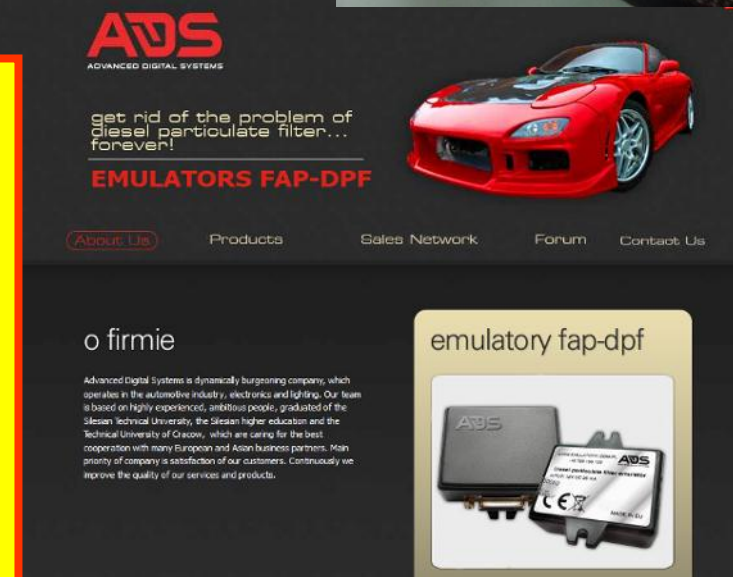 ADS
ADVANCED DIGITAL SYSTEMS
get rid of the problem of
diesel particulate filter...
forever!
EMULATORS FAP-DPF
About Us
Products
Sales Network
Forum
Contact Us
o firmie
Advanced Digital Systems is dynamically burgeoning company, which
operates in the automotive industry, electronics and lighting. Our team
is based on highly experienced, ambitious people, graduated of the
Silesian Technical University, the Silesian higher education and the
Technical University of Cracow, which are caring for the best
cooperation with many European and Asian business partners. Main
priority of company is satisfaction of our customers. Continuously we
improve the quality of our services and products.
emulatory fap-dpf
ADS
ADS
Diesel particulate filter emulator
CE